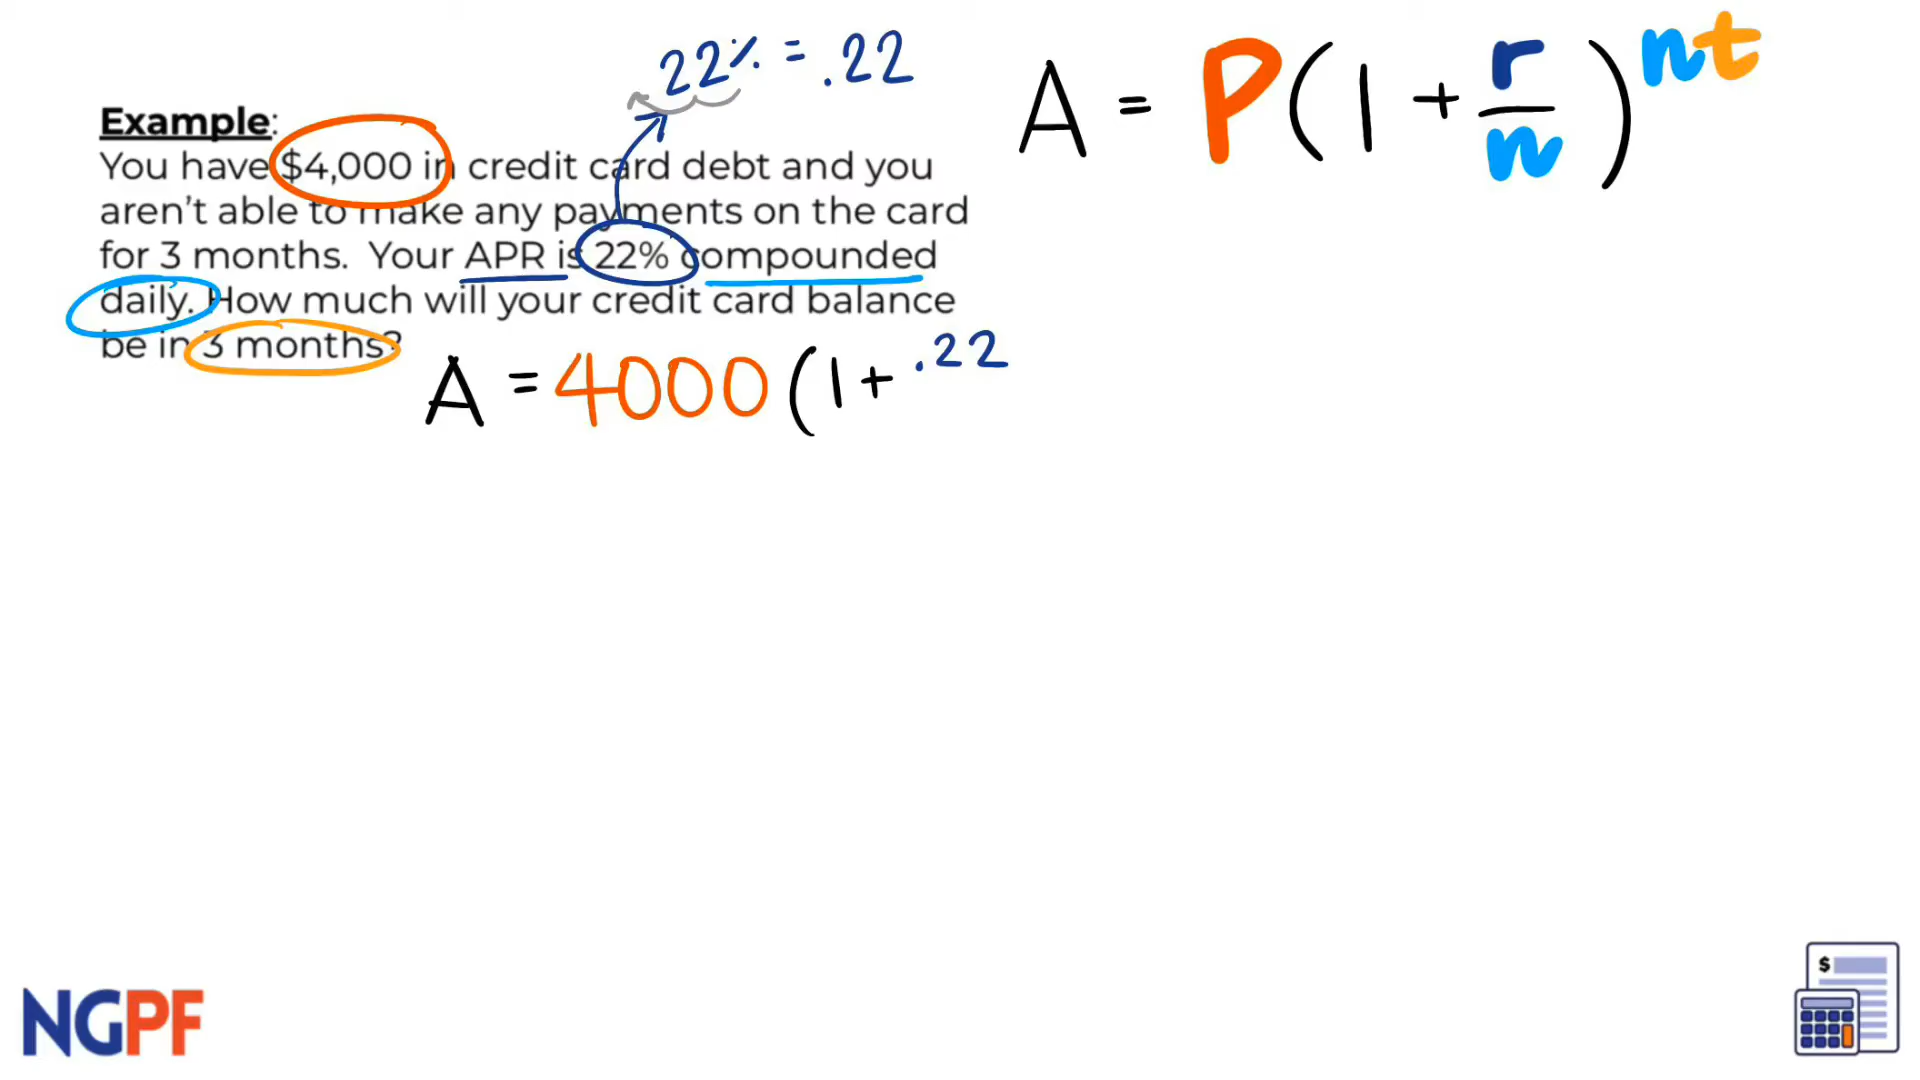 22% = .22
A = P(1 + r/n)^nt
Example:
You have $4,000 in credit card debt and you
aren't able to make any payments on the card
for 3 months. Your APR is 22% compounded
daily. How much will your credit card balance
be in 3 months?
A = 4000 (1 + .22
NGPF
$